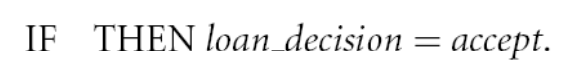 IF THEN loan_decision = accept.